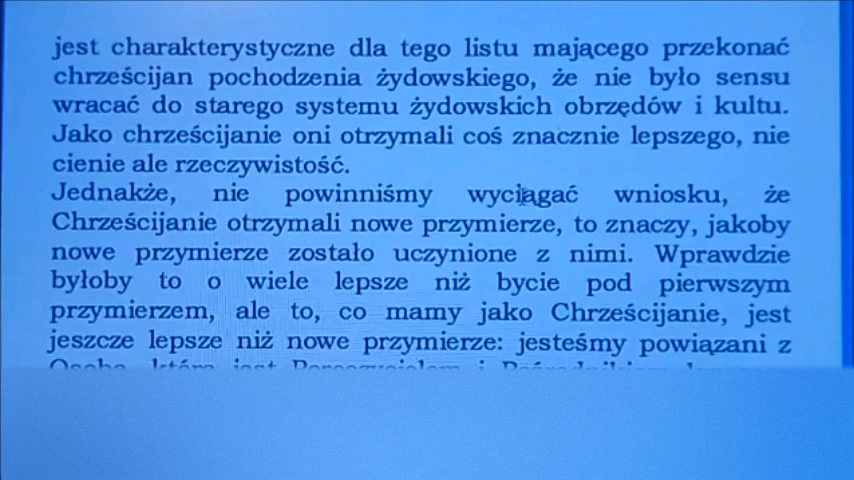 jest charakterystyczne dla tego listu mającego przekonać
chrześcijan pochodzenia żydowskiego, że nie było sensu
wracać do starego systemu żydowskich obrzędów i kultu.
Jako chrześcijanie oni otrzymali coś znacznie lepszego, nie
cienie ale rzeczywistość.
Jednakże, nie powinniśmy wyciągać wniosku, że
Chrześcijanie otrzymali nowe przymierze, to znaczy, jakoby
nowe przymierze zostało uczynione z nimi. Wprawdzie
byłoby to o wiele lepsze niż bycie pod pierwszym
przymierzem, ale to, co mamy jako Chrześcijanie, jest
jeszcze lepsze niż nowe przymierze: jesteśmy powiązani z